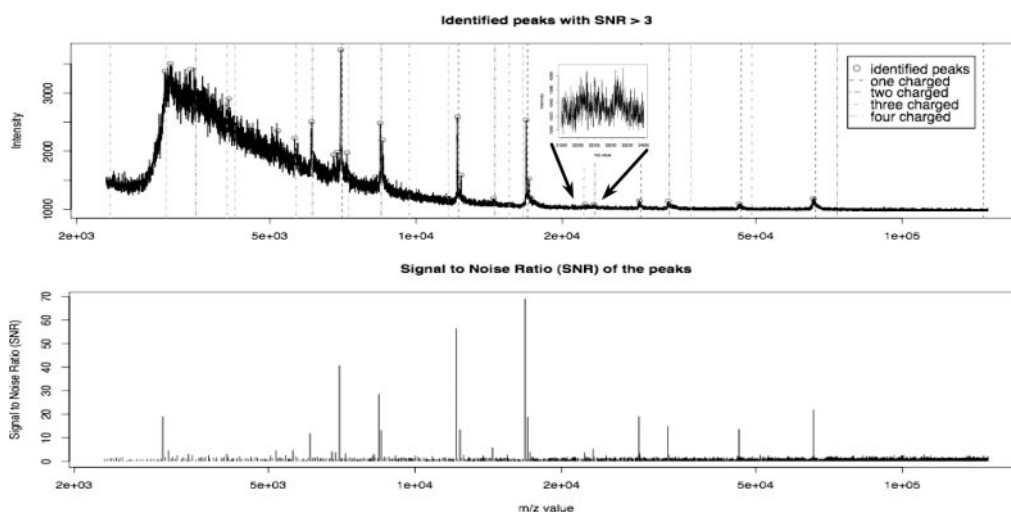 Identified peaks with SNR > 3
Intensity
3000
2000
1000
identified peaks
one charged
two charged
three charged
four charged
m/z value
2e+03 5e+03 1e+04 2e+04 5e+04 1e+05
Signal to Noise Ratio (SNR) of the peaks
Signal to Noise Ratio (SNR)
70
60
50
40
30
20
10
0
2e+03 5e+03 1e+04 2e+04 5e+04 1e+05
m/z value